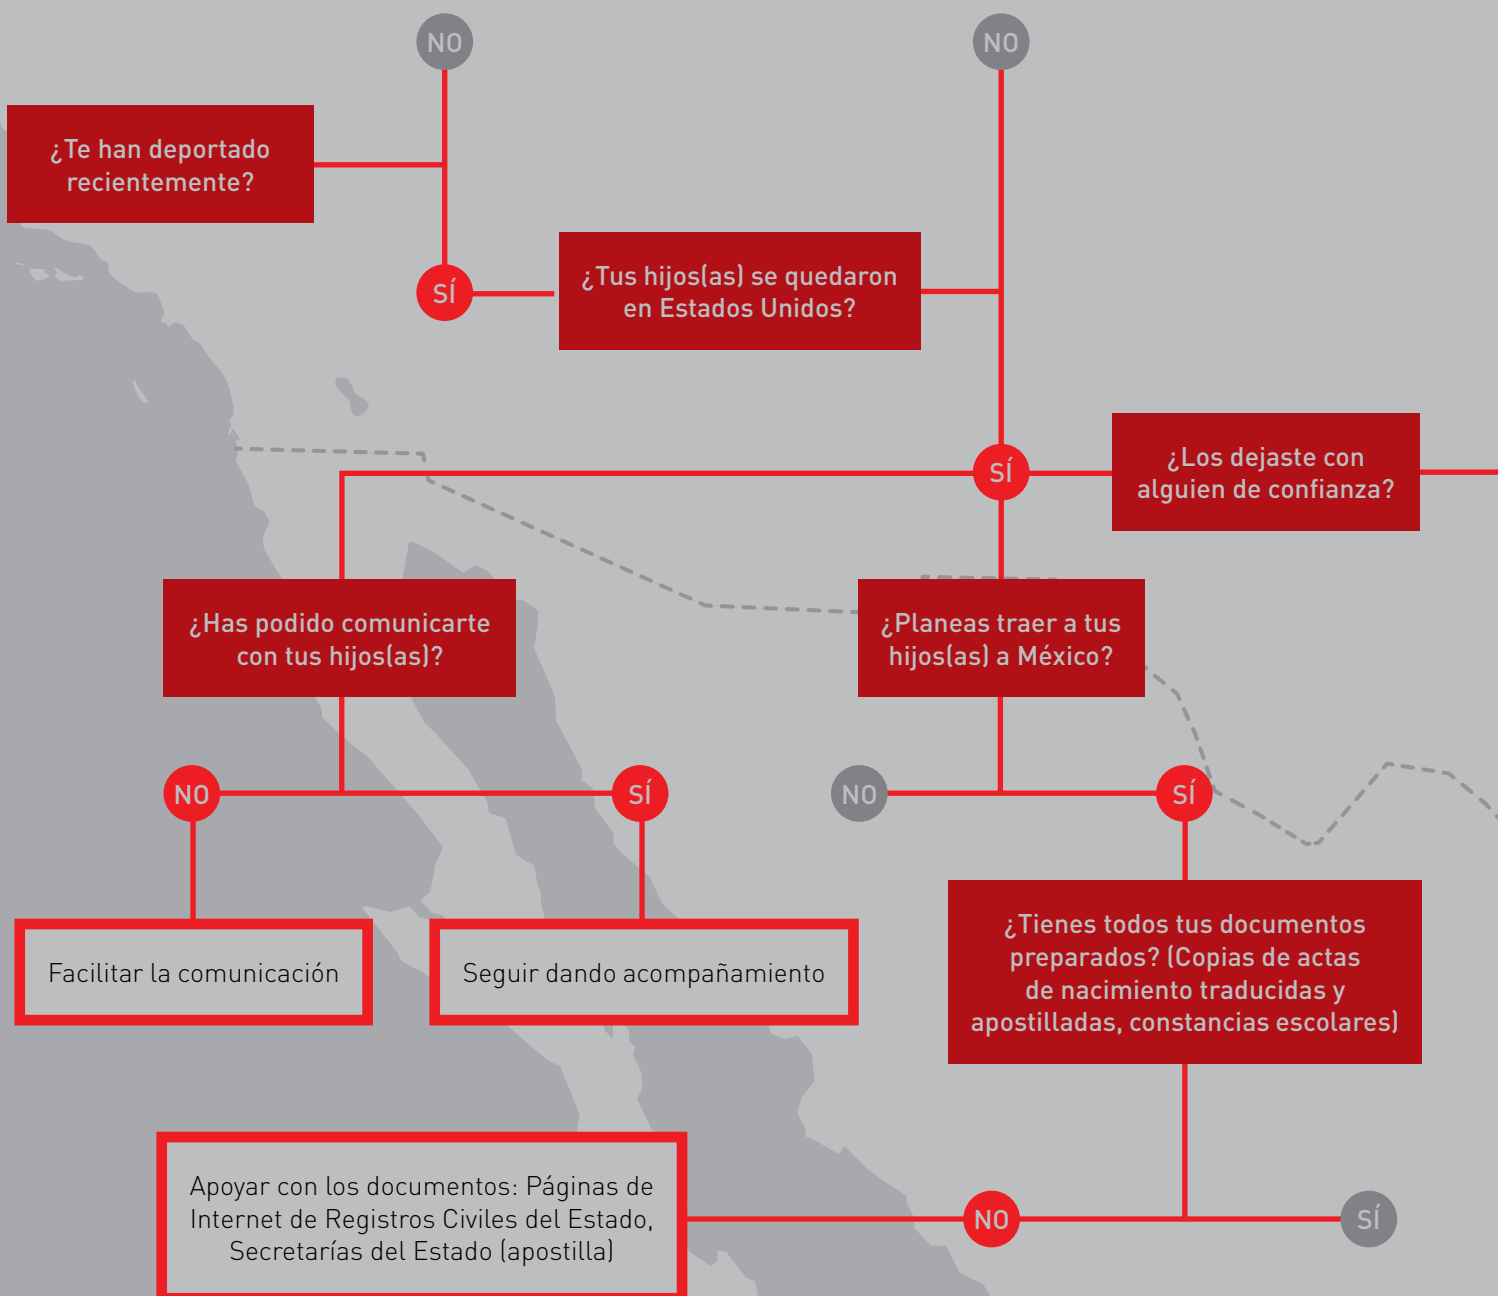 NO
NO
¿Te han deportado
recientemente?
SÍ
¿Tus hijos(as) se quedaron
en Estados Unidos?
SÍ
¿Los dejaste con
alguien de confianza?
¿Has podido comunicarte
con tus hijos(as)?
¿Planeas traer a tus
hijos(as) a México?
NO
SÍ
NO
SÍ
Facilitar la comunicación
Seguir dando acompañamiento
¿Tienes todos tus documentos
preparados? (Copias de actas
de nacimiento traducidas y
apostilladas, constancias escolares)
Apoyar con los documentos: Páginas de
Internet de Registros Civiles del Estado,
Secretarías del Estado (apostilla)
NO
SÍ